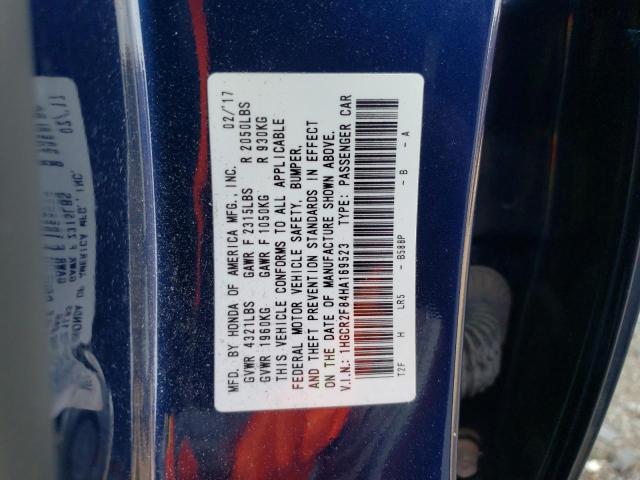 MFD. BY HONDA OF AMERICA MFG., INC. 02/'17
GVWR 4321LBS GAWR F 2315LBS R 2050LBS
GVWR 1960KG GAWR F 1050KG R 930KG
THIS VEHICLE CONFORMS TO ALL APPLICABLE
FEDERAL MOTOR VEHICLE SAFETY, BUMPER,
AND THEFT PREVENTION STANDARDS IN EFFECT
ON THE DATE OF MANUFACTURE SHOWN ABOVE.
V.I.N.: 1HGCR2F84HA169523 TYPE: PASSENGER CAR
T2F H LR5 - B588P - B - A